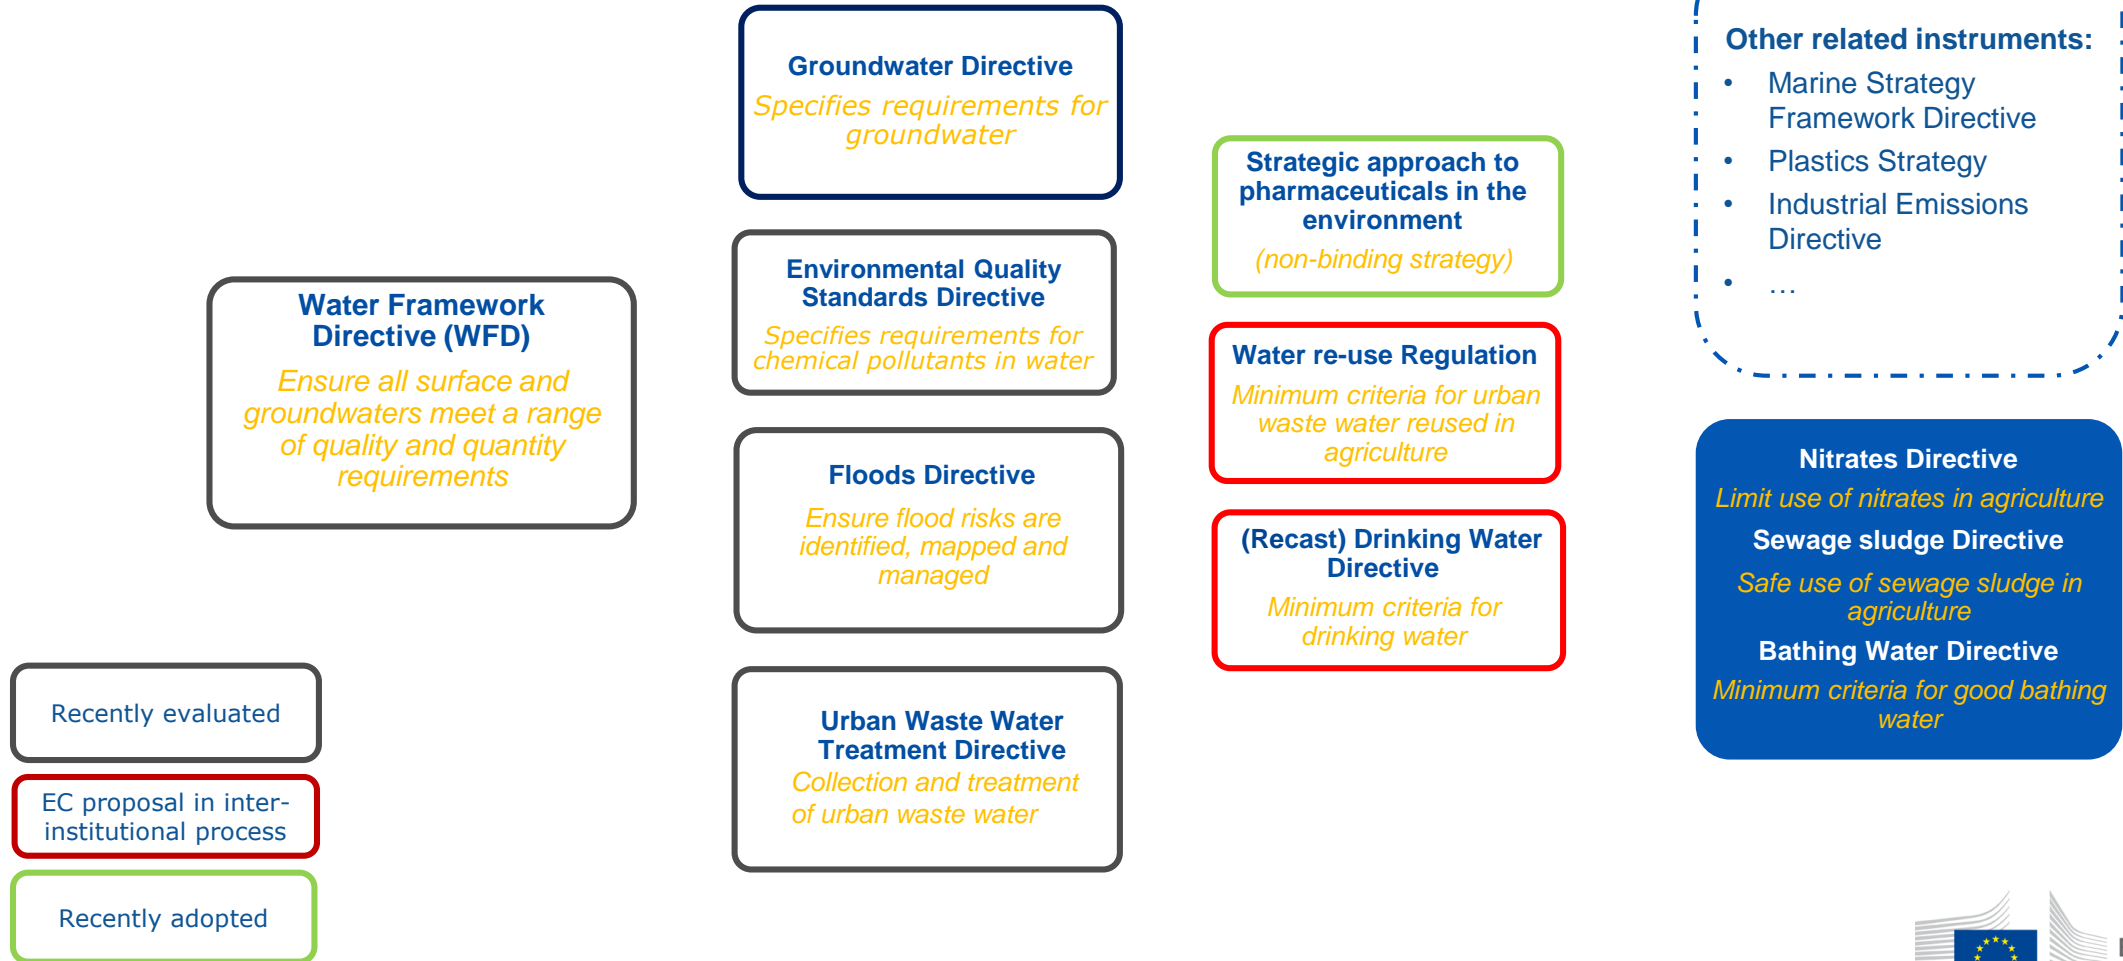 Groundwater Directive
Specifies requirements for
groundwater
Environmental Quality
Standards Directive
Specifies requirements for
chemical pollutants in water
Water Framework
Directive (WFD)
Ensure all surface and
groundwaters meet a range
of quality and quantity
requirements
Floods Directive
Ensure flood risks are
identified, mapped and
managed
Urban Waste Water
Treatment Directive
Collection and treatment
of urban waste water
Strategic approach to
pharmaceuticals in the
environment
(non-binding strategy)
Water re-use Regulation
Minimum criteria for urban
waste water reused in
agriculture
(Recast) Drinking Water
Directive
Minimum criteria for
drinking water
Other related instruments:
• Marine Strategy
Framework Directive
• Plastics Strategy
• Industrial Emissions
Directive
• …
Nitrates Directive
Limit use of nitrates in agriculture
Sewage sludge Directive
Safe use of sewage sludge in
agriculture
Bathing Water Directive
Minimum criteria for good bathing
water
Recently evaluated
EC proposal in inter-
institutional process
Recently adopted